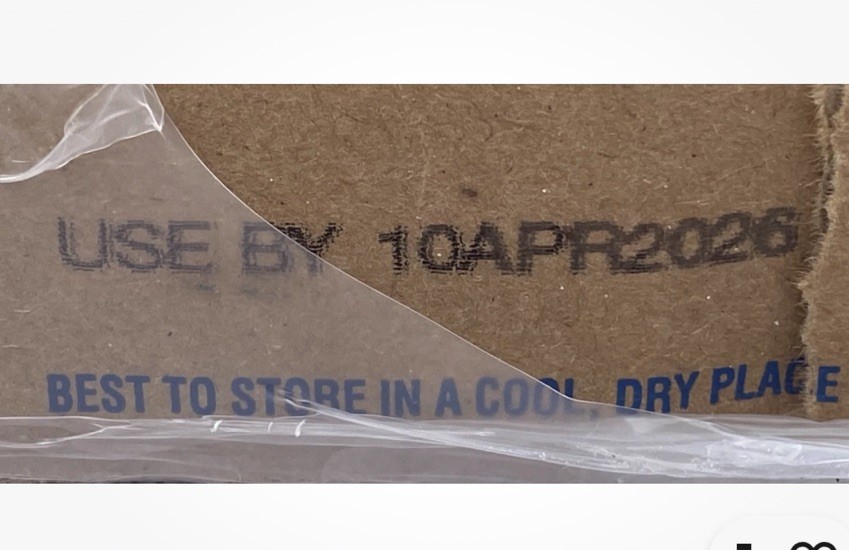 USE BY 10APR2026
BEST TO STORE IN A COOL, DRY PLACE